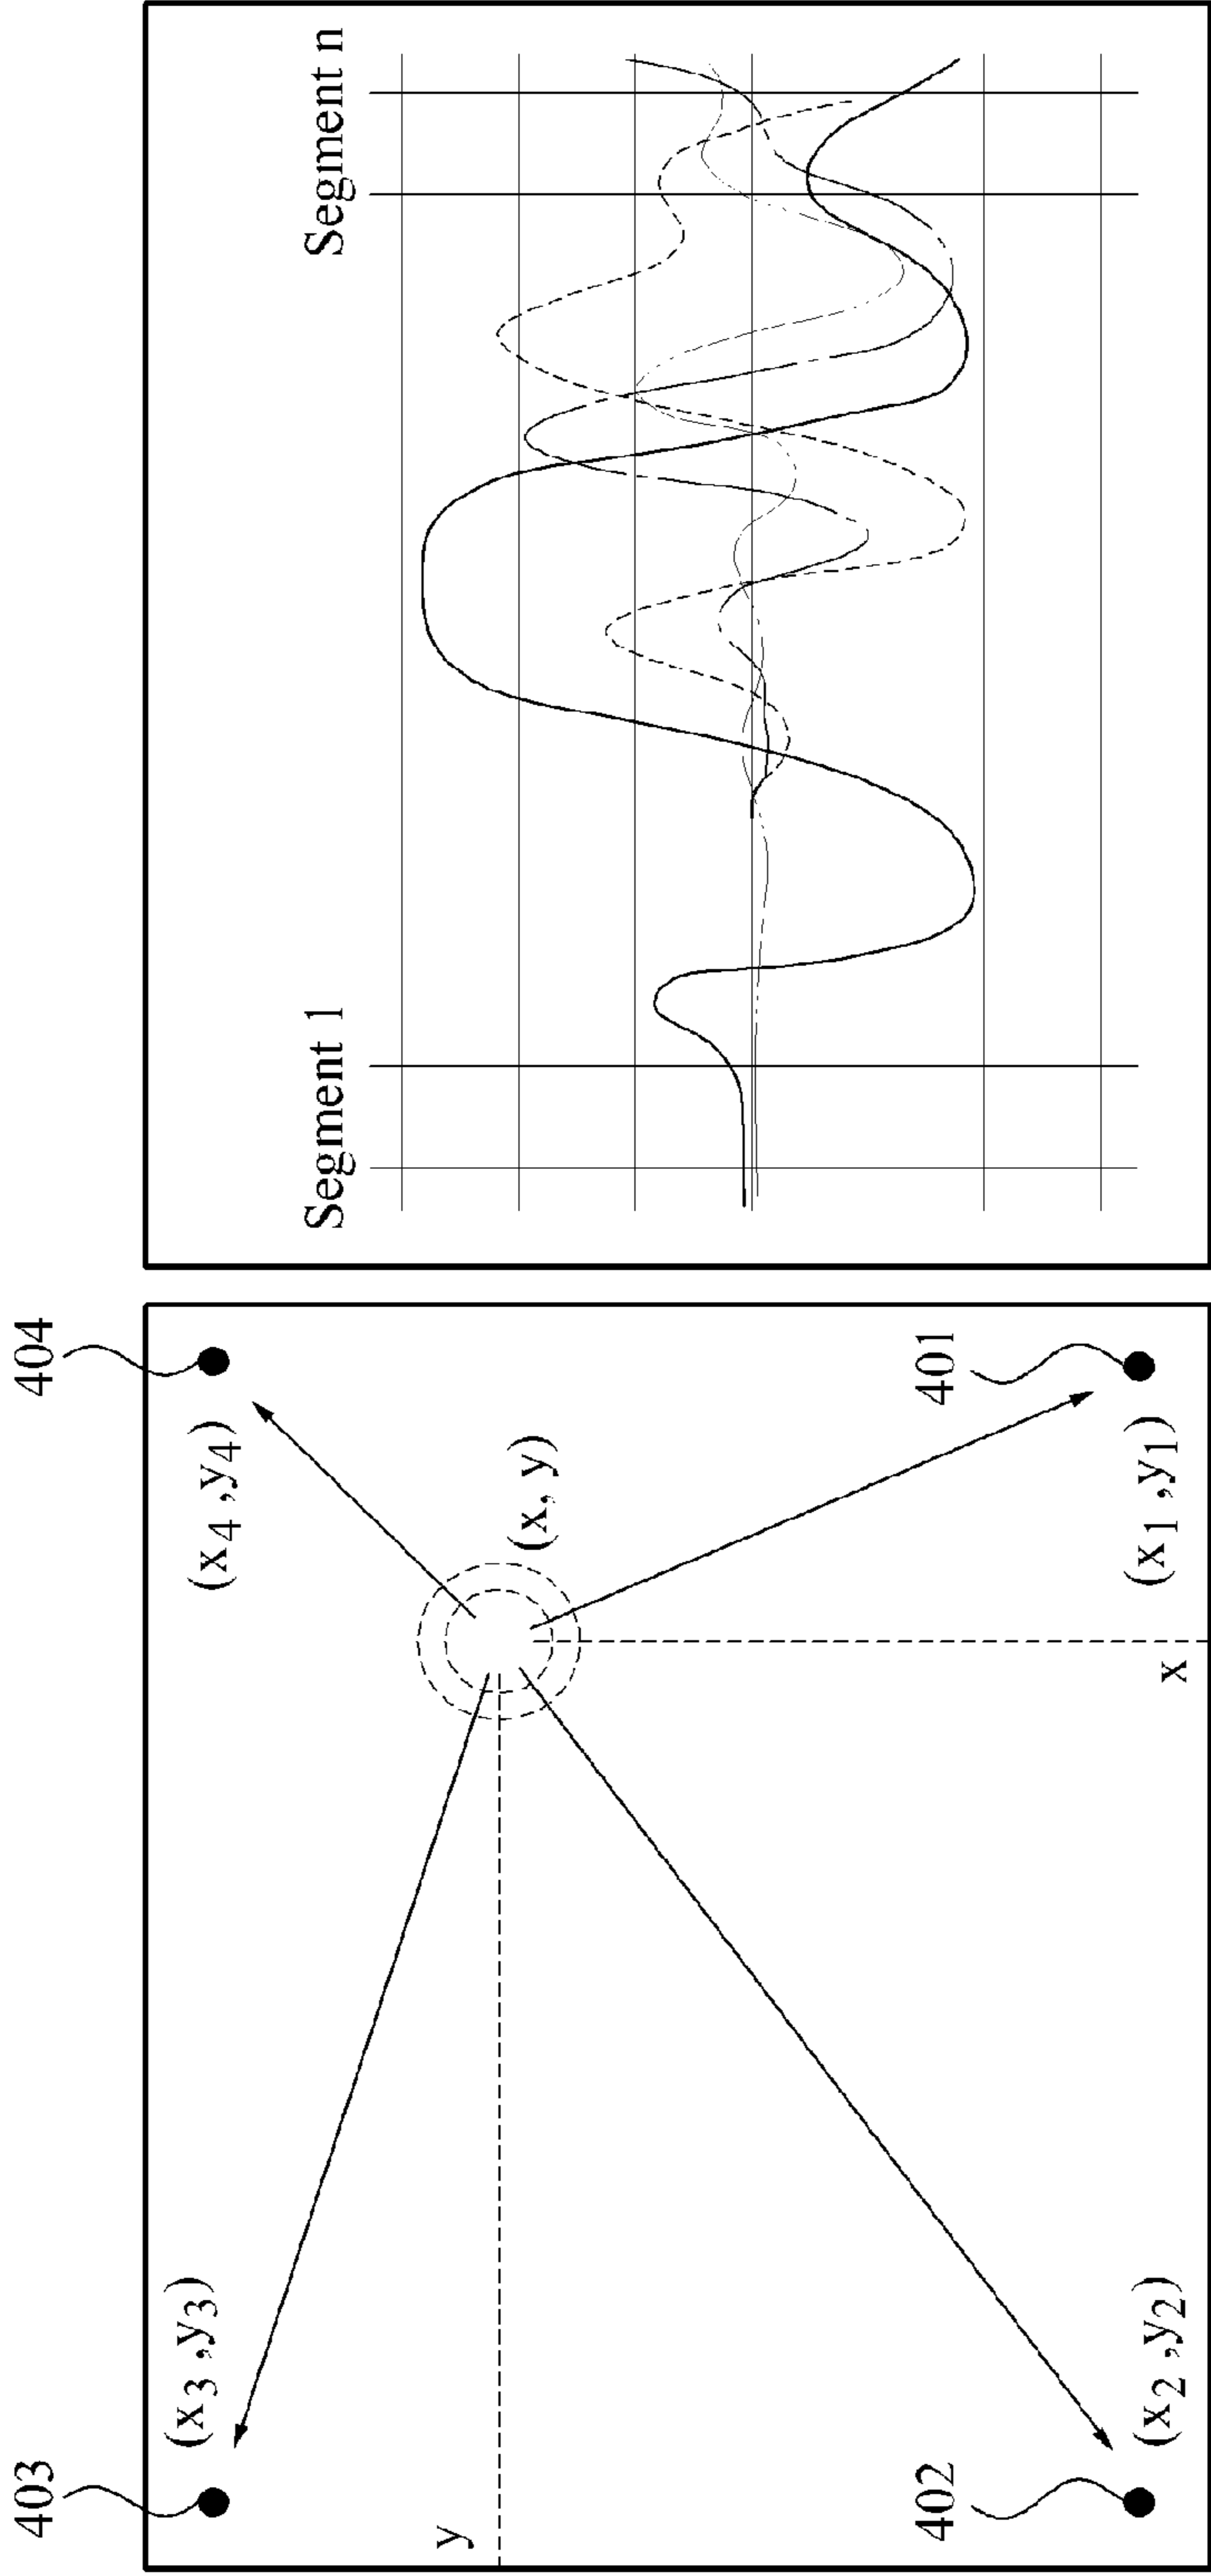 403
404
(x3 ,y3)
(x4 ,y4)
y
(x, y)
402
401
(x2 ,y2)
x
(x1 ,y1)
Segment 1
Segment n